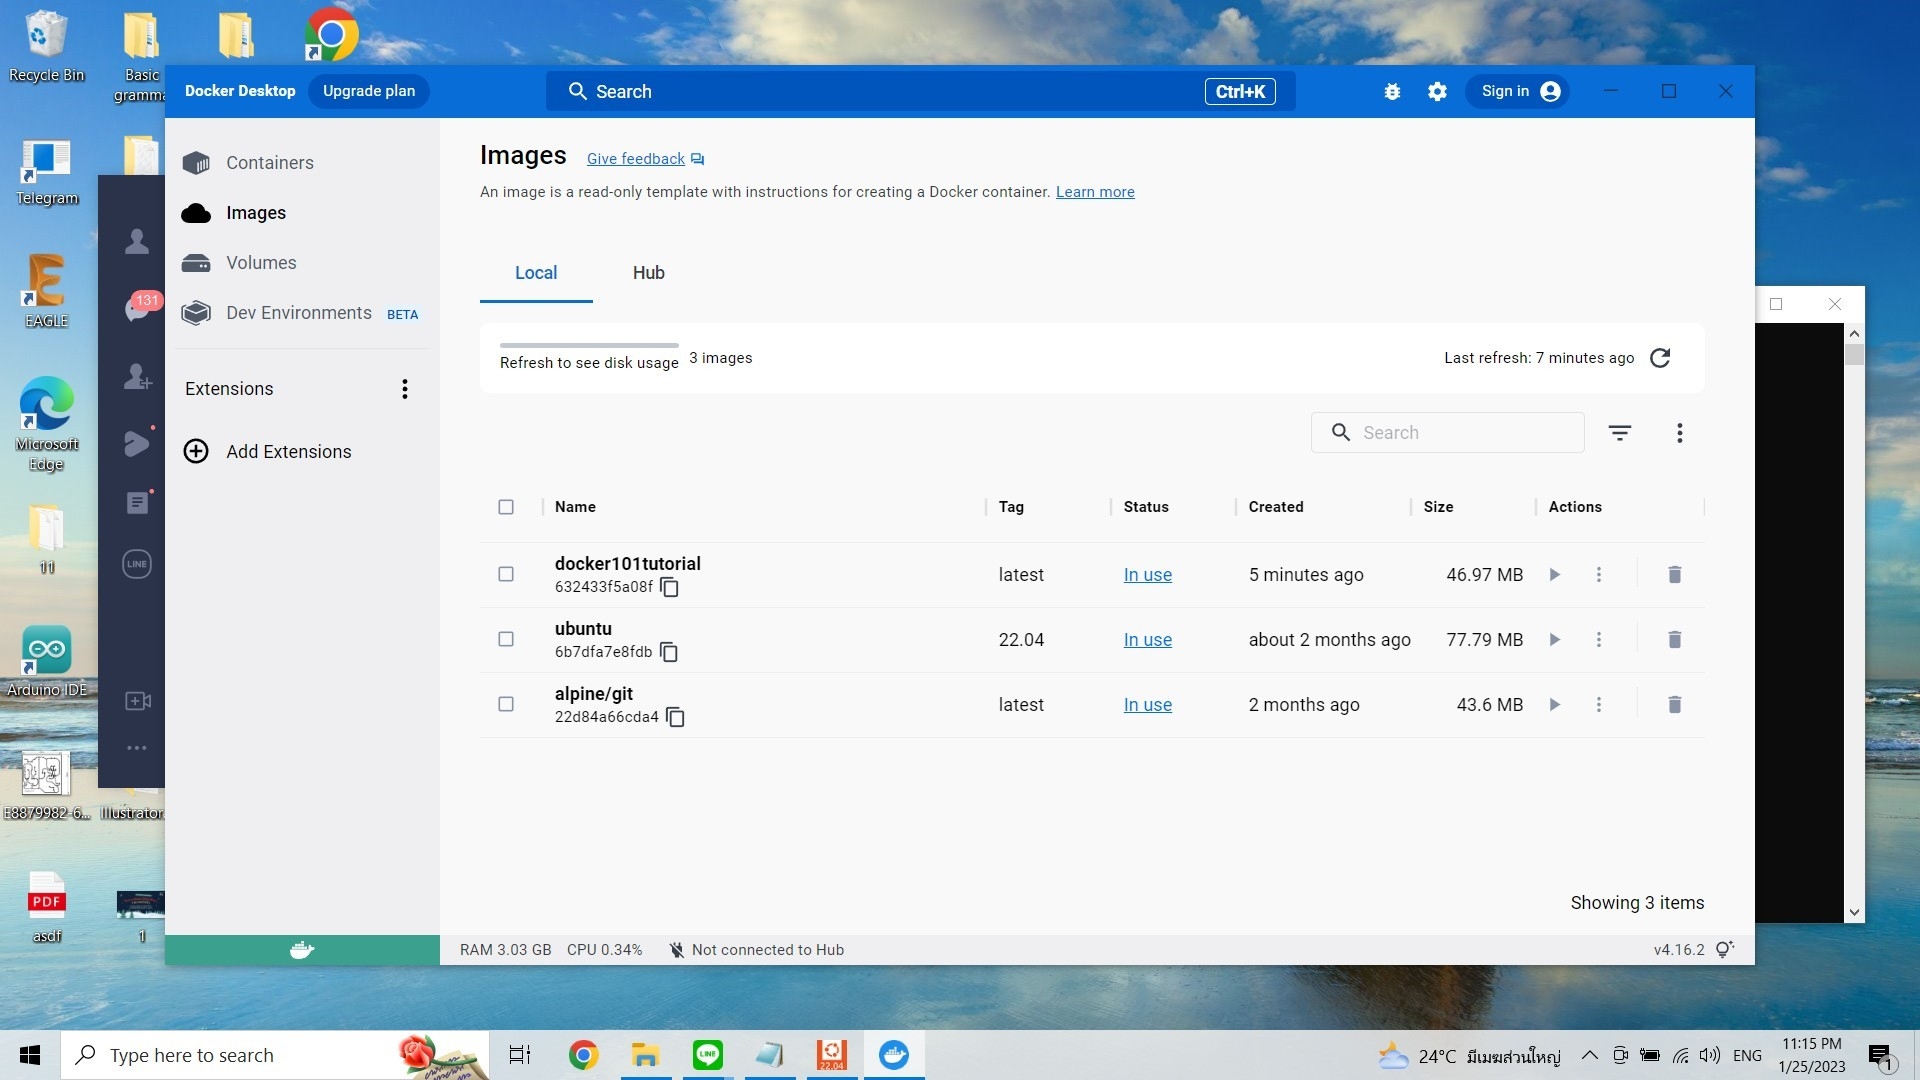 Recycle Bin
Basic
gramma
Telegram
EAGLE
Microsoft
Edge
11
Arduino IDE
E8879982-6...
Illustrator.
PDF
asdf
1
131
LINE
Docker Desktop
Upgrade plan
Search
Ctrl+K
Sign in
Containers
Images
Volumes
Dev Environments BETA
Extensions
Add Extensions
Images Give feedback
An image is a read-only template with instructions for creating a Docker container. Learn more
Local Hub
Refresh to see disk usage 3 images
Last refresh: 7 minutes ago
Search
Name Tag Status Created Size Actions
docker101tutorial
632433f5a08f
latest In use 5 minutes ago 46.97 MB
ubuntu
6b7dfa7e8fdb
22.04 In use about 2 months ago 77.79 MB
alpine/git
22d84a66cda4
latest In use 2 months ago 43.6 MB
Showing 3 items
RAM 3.03 GB CPU 0.34% Not connected to Hub
v4.16.2
Type here to search
LINE
22.04
24°C มีเมฆส่วนใหญ่
ENG
11:15 PM
1/25/2023
1